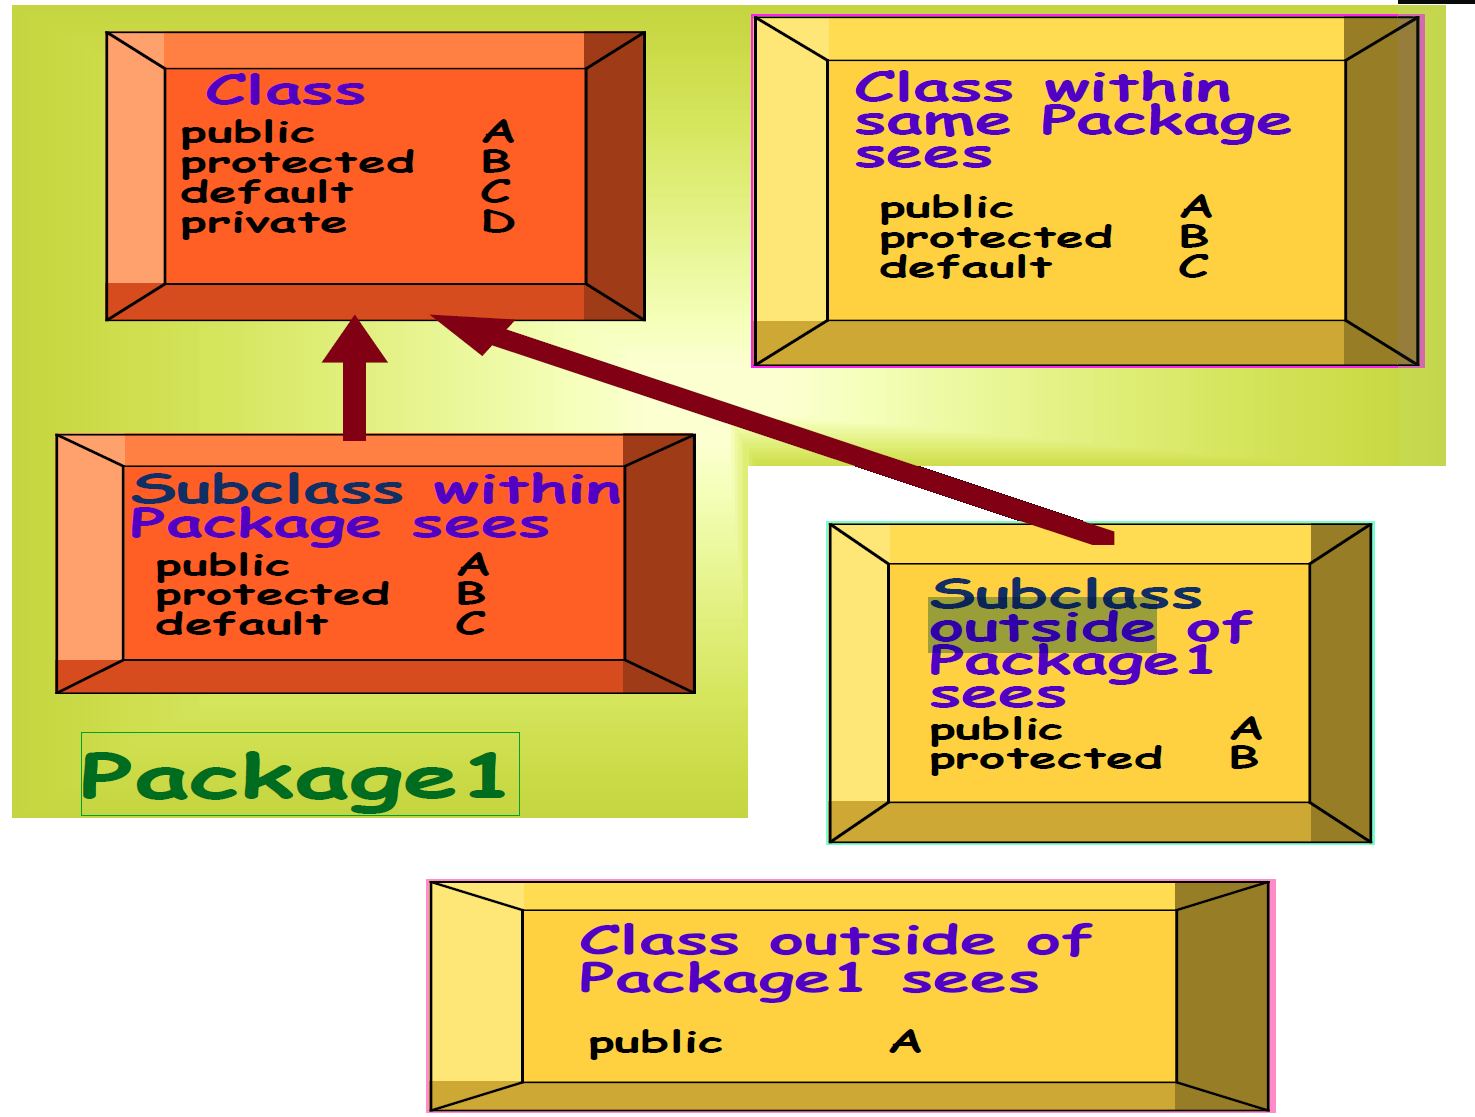 Class
public A
protected B
default C
private D
Class within
same Package
sees
public A
protected B
default C
Subclass within
Package sees
public A
protected B
default C
Package1
Subclass
outside of
Package1
sees
public A
protected B
Class outside of
Package1 sees
public A